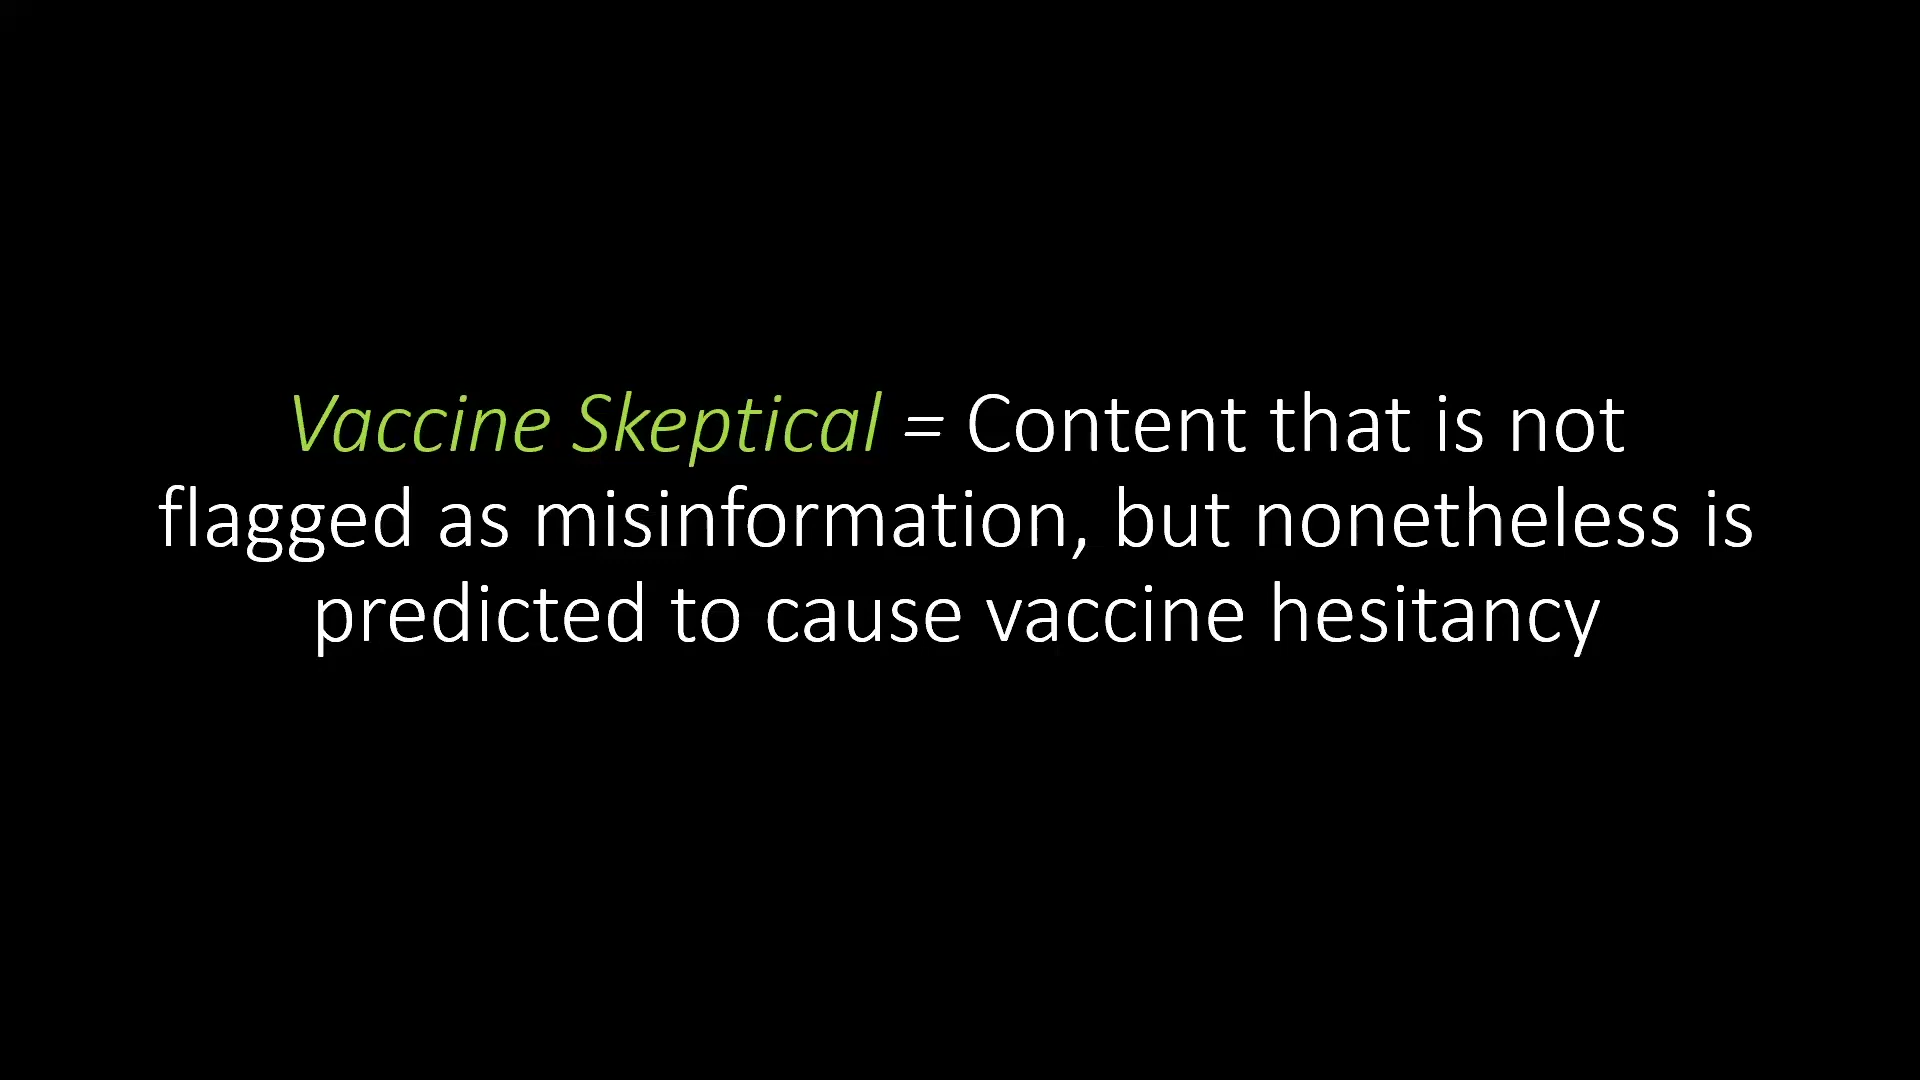 Vaccine Skeptical = Content that is not
flagged as misinformation, but nonetheless is
predicted to cause vaccine hesitancy